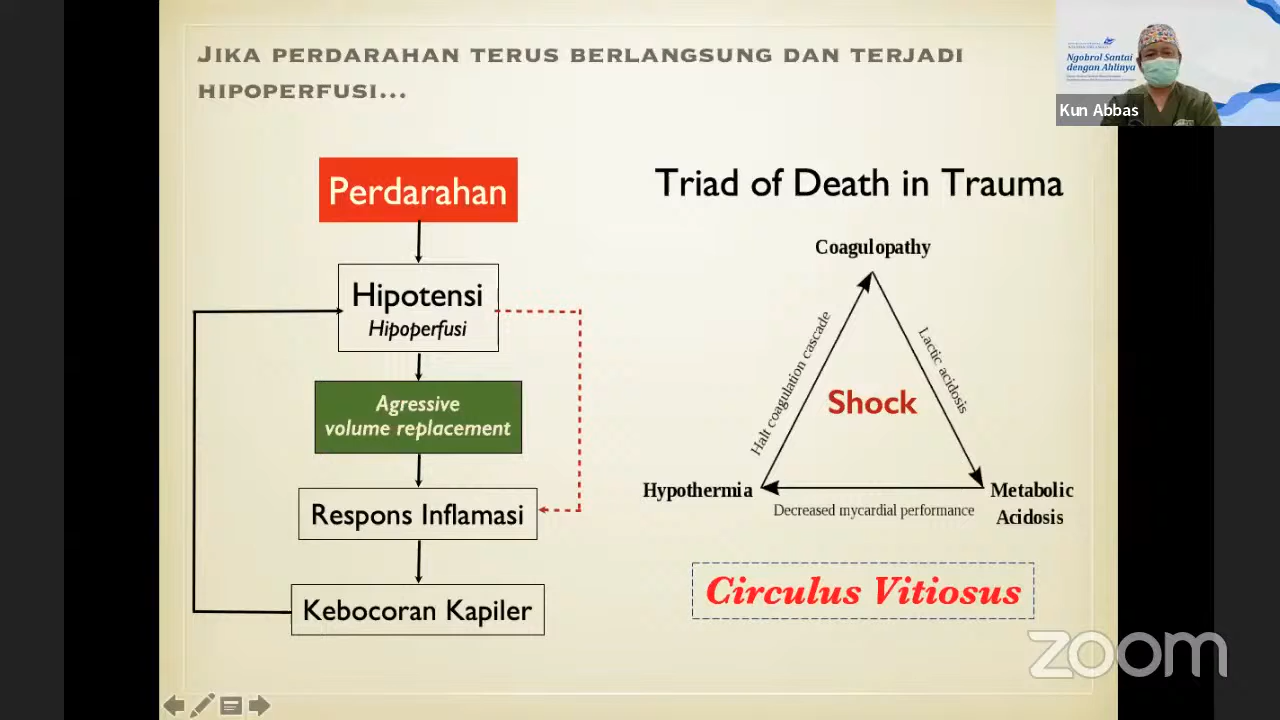 JIKA PERDARAHAN TERUS BERLANGSUNG DAN TERJADI
HIPOPERFUSI...
Ngobrol Santai
dengan Ahlinya
Kun Abbas
Perdarahan
Hipotensi
Hipoperfusi
Agressive
volume replacement
Respons Inflamasi
Kebocoran Kapiler
Triad of Death in Trauma
Coagulopathy
Halt coagulation cascade
Lactic acidosis
Shock
Hypothermia
Metabolic
Acidosis
Decreased mycardial performance
Circulus Vitiosus
zoom